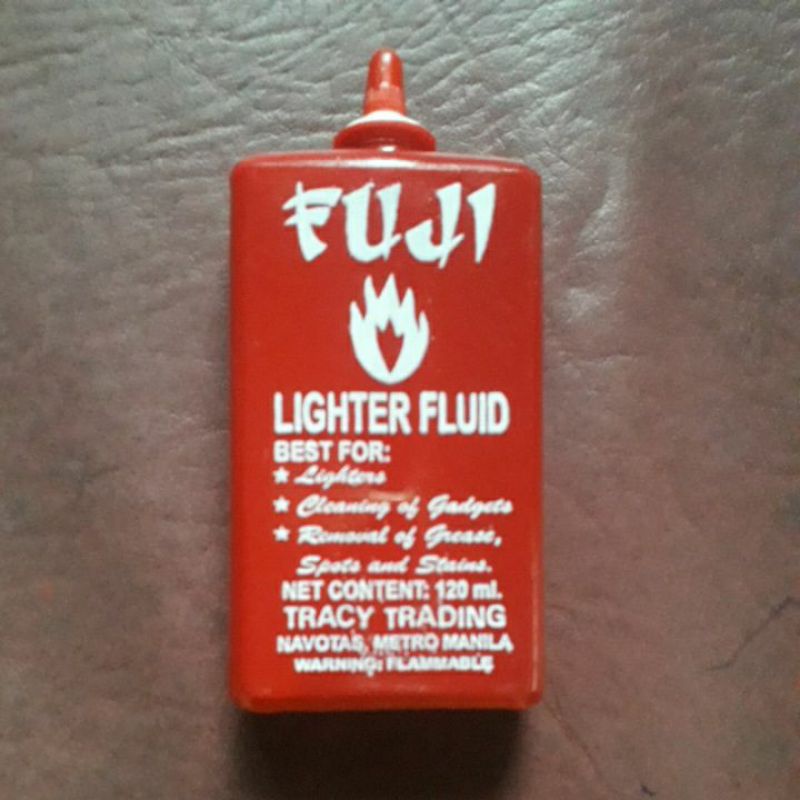 FUJI
LIGHTER FLUID
BEST FOR:
* Lighters
* Cleaning of Gadgets
* Removal of Grease,
Spots and Stains.
NET CONTENT: 120 ml.
TRACY TRADING
NAVOTAS, METRO MANILA
WARNING: FLAMMABLE